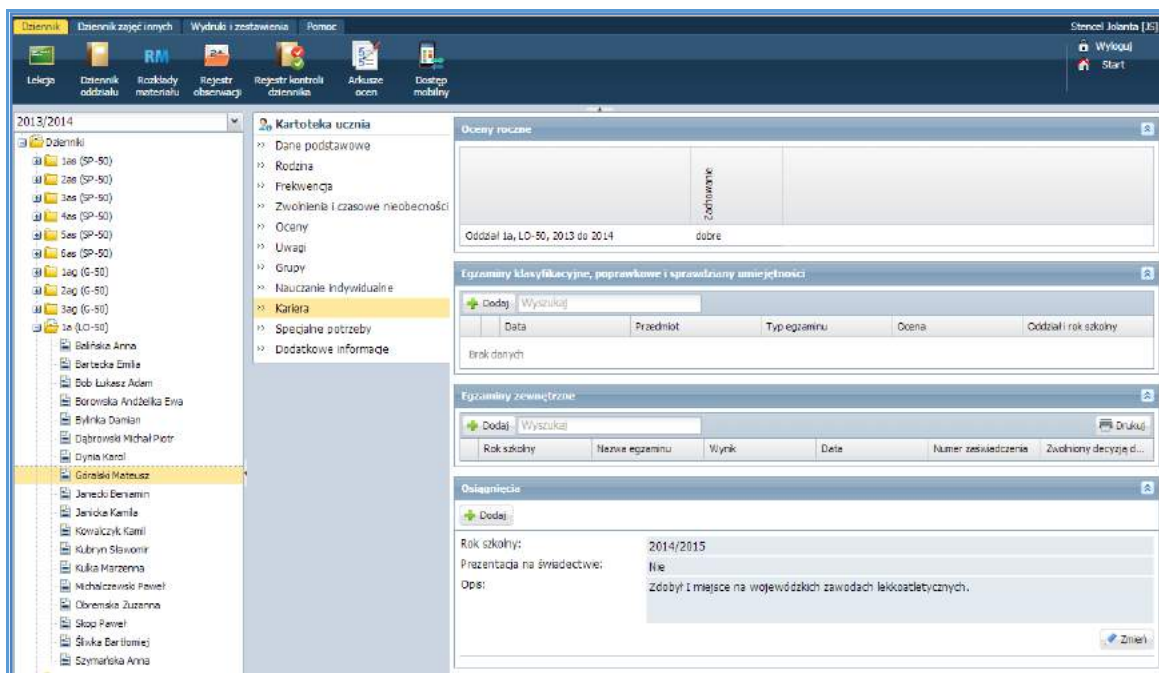 Dziennik Dziennik zajęć innych Wydruki i zestawienia Pomoc Stencel Jolanta [JS]
Wyloguj
Start
RM
Lekcja Dziennik oddziału Rozkłady materiału Rejestr obserwacji Rejestr kontroli dziennika Arkusze ocen Dostęp mobilny
2013/2014
Dzienniki
1as (SP-50)
2as (SP-50)
3as (SP-50)
4as (SP-50)
5as (SP-50)
6as (SP-50)
1ag (G-50)
2ag (G-50)
3ag (G-50)
1a (LO-50)
Balińska Anna
Bartecka Emilia
Bob Łukasz Adam
Borowska Andżelika Ewa
Bylinka Damian
Dąbrowski Michał Piotr
Dynia Karol
Góralski Mateusz
Janecki Beniamin
Janicka Kamila
Kowalczyk Kamil
Kubryn Sławomir
Kulka Marzenna
Michalczewski Paweł
Obremska Zuzanna
Skop Paweł
Śliwka Bartłomiej
Szymańska Anna
Kartoteka ucznia
Dane podstawowe
Rodzina
Frekwencja
Zwolnienia i czasowe nieobecności
Oceny
Uwagi
Grupy
Nauczanie indywidualne
Kariera
Specjalne potrzeby
Dodatkowe informacje
Oceny roczne
Zachowanie
Oddział 1a, LO-50, 2013 do 2014 dobre
Egzaminy klasyfikacyjne, poprawkowe i sprawdziany umiejętności
Dodaj Wyszukaj
Data Przedmiot Typ egzaminu Ocena Oddział i rok szkolny
Brak danych
Egzaminy zewnętrzne
Dodaj Wyszukaj Drukuj
Rok szkolny Nazwa egzaminu Wynik Data Numer zaświadczenia Zwolniony decyzją d...
Osiągnięcia
Dodaj
Rok szkolny: 2014/2015
Prezentacja na świadectwie: Nie
Opis: Zdobył I miejsce na wojewódzkich zawodach lekkoatletycznych.
Zmień